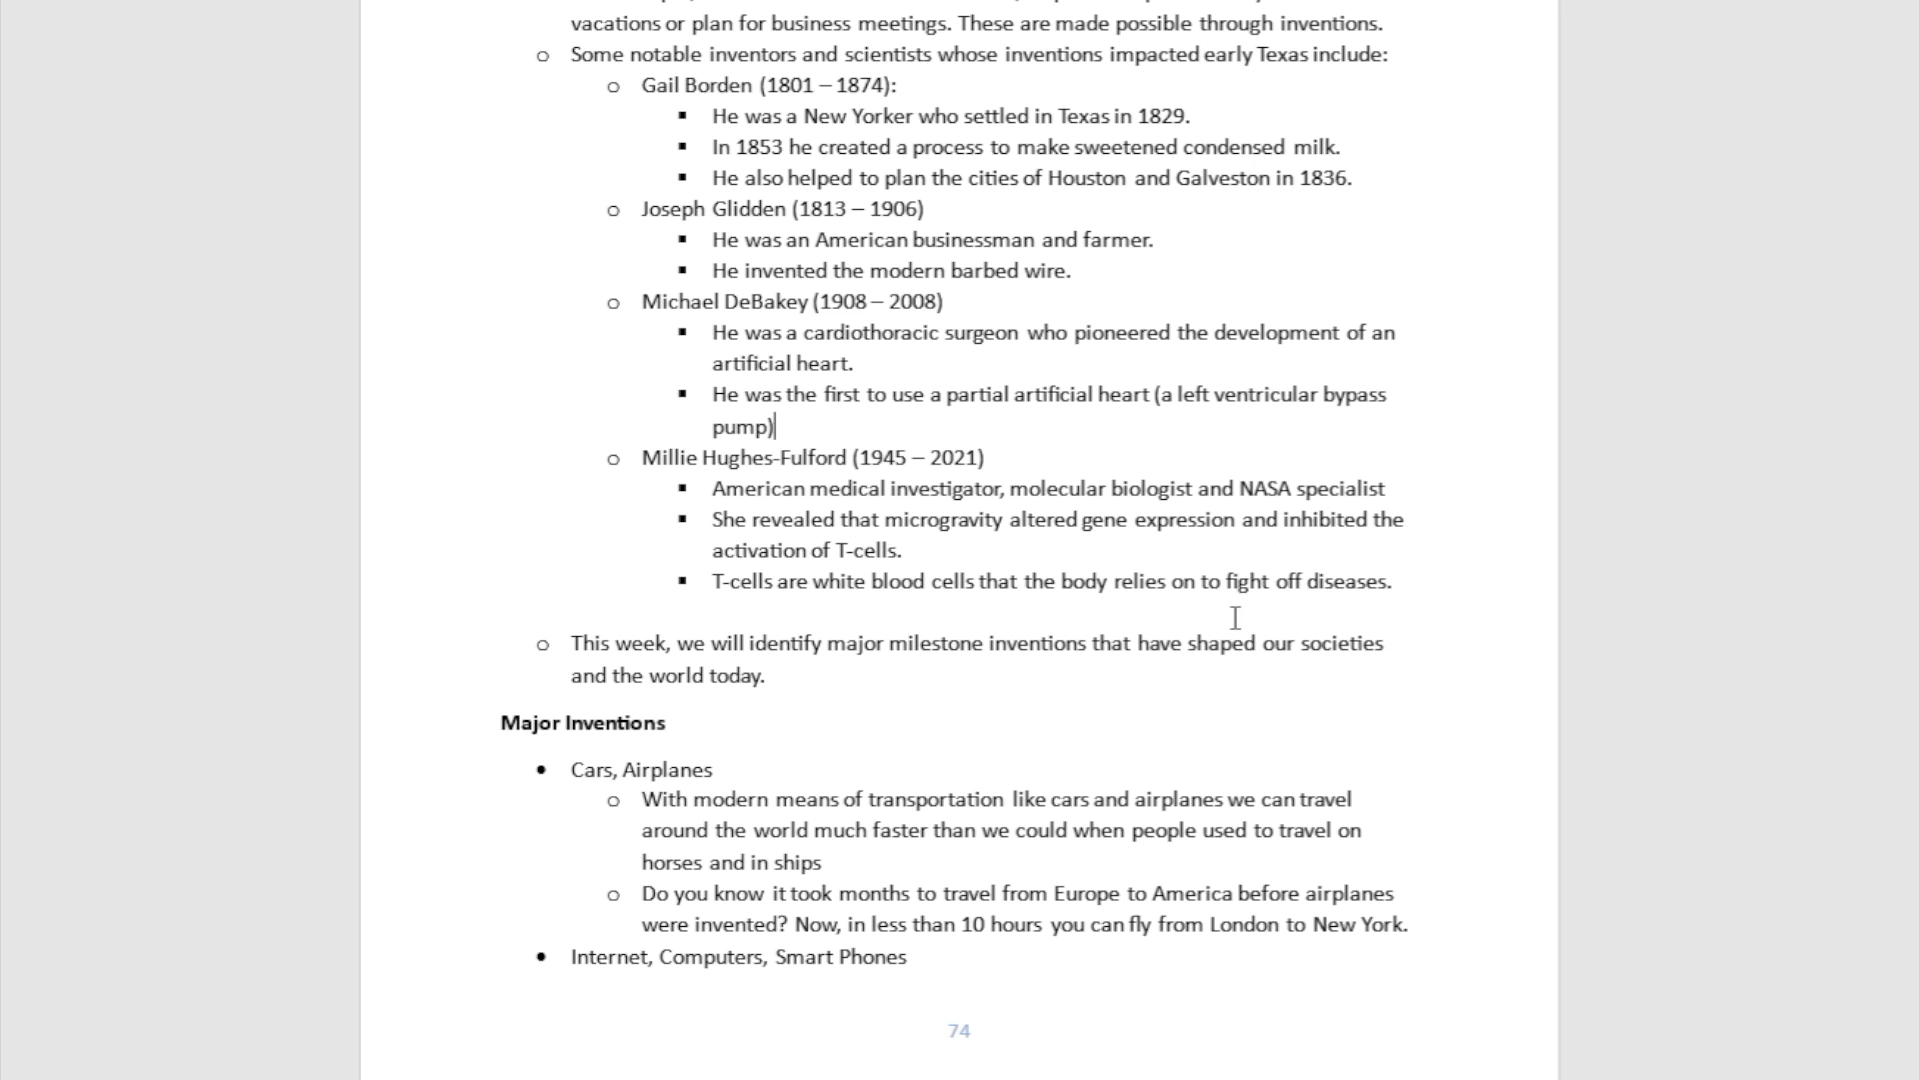 vacations or plan for business meetings. These are made possible through inventions.
o Some notable inventors and scientists whose inventions impacted early Texas include:
o Gail Borden (1801 – 1874):
▪ He was a New Yorker who settled in Texas in 1829.
▪ In 1853 he created a process to make sweetened condensed milk.
▪ He also helped to plan the cities of Houston and Galveston in 1836.
o Joseph Glidden (1813 – 1906)
▪ He was an American businessman and farmer.
▪ He invented the modern barbed wire.
o Michael DeBakey (1908 – 2008)
▪ He was a cardiothoracic surgeon who pioneered the development of an
artificial heart.
▪ He was the first to use a partial artificial heart (a left ventricular bypass
pump)
o Millie Hughes-Fulford (1945 – 2021)
▪ American medical investigator, molecular biologist and NASA specialist
▪ She revealed that microgravity altered gene expression and inhibited the
activation of T-cells.
▪ T-cells are white blood cells that the body relies on to fight off diseases.
o This week, we will identify major milestone inventions that have shaped our societies
and the world today.
Major Inventions
• Cars, Airplanes
o With modern means of transportation like cars and airplanes we can travel
around the world much faster than we could when people used to travel on
horses and in ships
o Do you know it took months to travel from Europe to America before airplanes
were invented? Now, in less than 10 hours you can fly from London to New York.
• Internet, Computers, Smart Phones
74